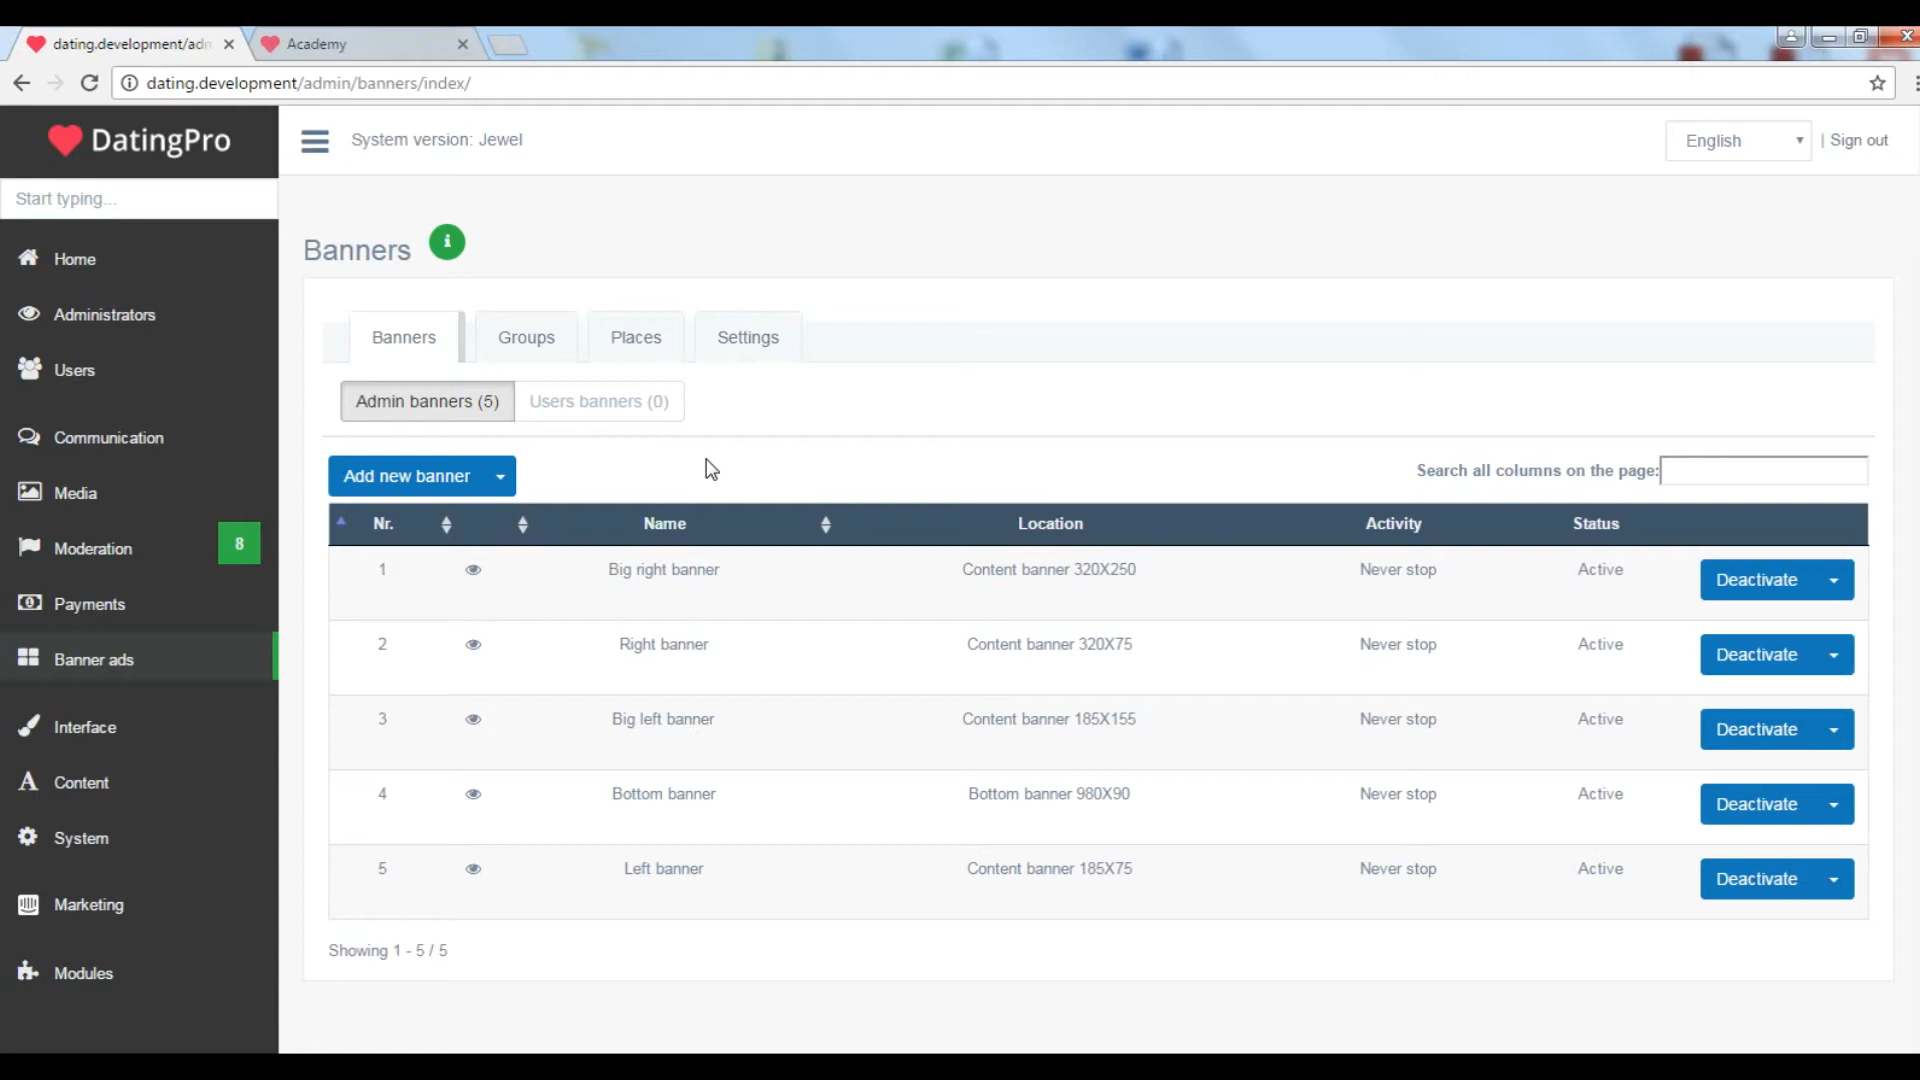 dating.development/adm
Academy
dating.development/admin/banners/index/
DatingPro
System version: Jewel
English
| Sign out
Start typing...
Home
Administrators
Users
Communication
Media
Moderation
8
Payments
Banner ads
Interface
Content
System
Marketing
Modules
Banners
Banners
Groups
Places
Settings
Admin banners (5)
Users banners (0)
Add new banner
Search all columns on the page:
Nr. Name Location Activity Status
1 Big right banner Content banner 320X250 Never stop Active Deactivate
2 Right banner Content banner 320X75 Never stop Active Deactivate
3 Big left banner Content banner 185X155 Never stop Active Deactivate
4 Bottom banner Bottom banner 980X90 Never stop Active Deactivate
5 Left banner Content banner 185X75 Never stop Active Deactivate
Showing 1 - 5 / 5